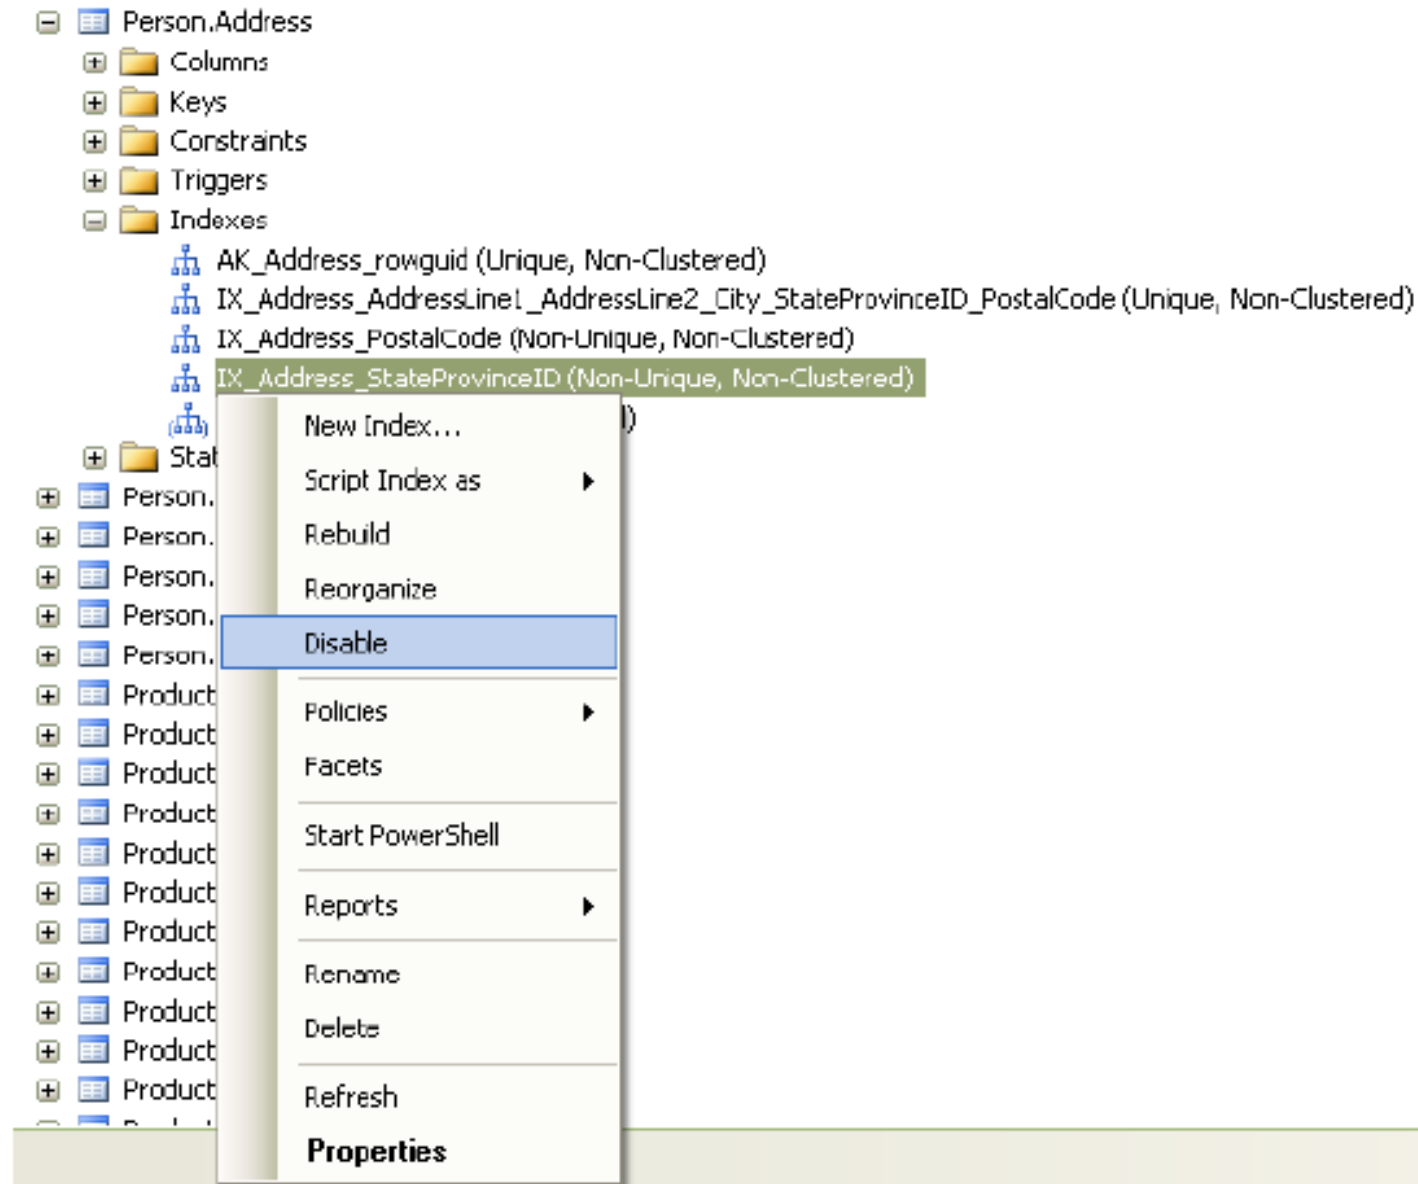 Person.Address
Columns
Keys
Constraints
Triggers
Indexes
AK_Address_rowguid (Unique, Non-Clustered)
IX_Address_AddressLine1_AddressLine2_City_StateProvinceID_PostalCode (Unique, Non-Clustered)
IX_Address_PostalCode (Non-Unique, Non-Clustered)
IX_Address_StateProvinceID (Non-Unique, Non-Clustered)
Stat
Person.
Person.
Person.
Person.
Person.
Product
Product
Product
Product
Product
Product
Product
Product
Product
Product
Product
New Index...
Script Index as
Rebuild
Reorganize
Disable
Policies
Facets
Start PowerShell
Reports
Rename
Delete
Refresh
Properties